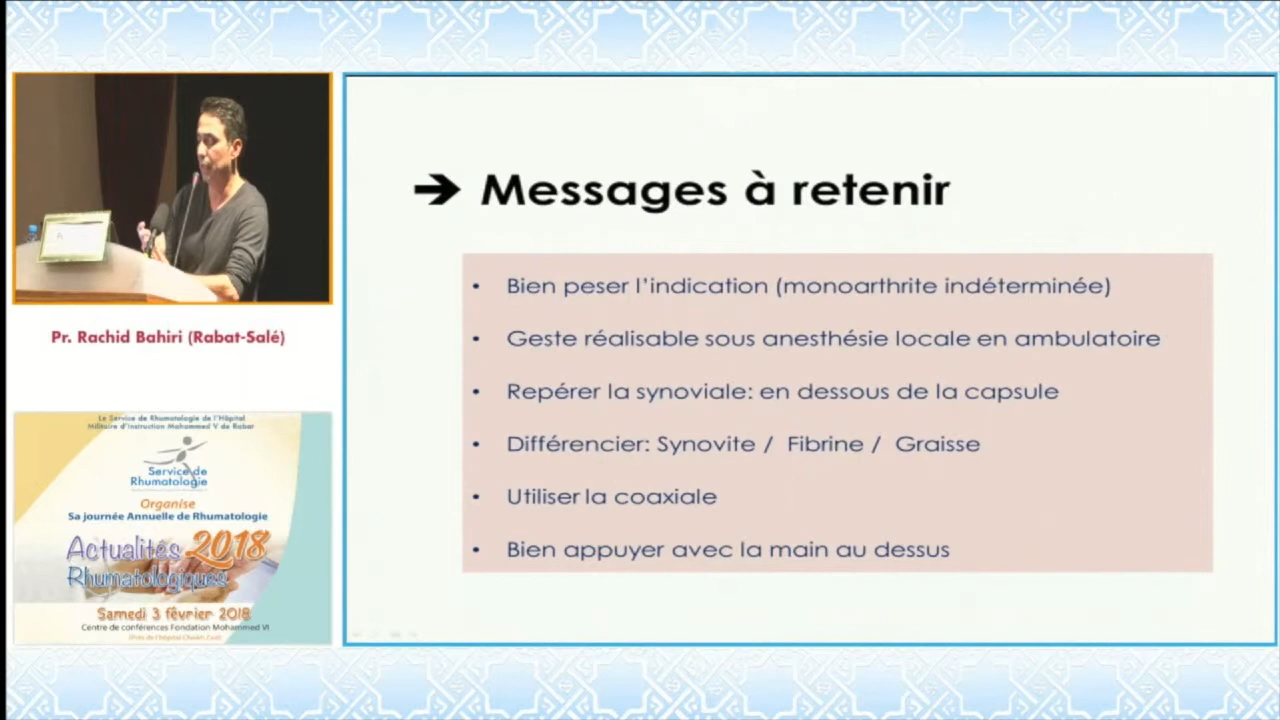 ➔ Messages à retenir
• Bien peser l'indication (monoarthrite indéterminée)
• Geste réalisable sous anesthésie locale en ambulatoire
• Repérer la synoviale: en dessous de la capsule
• Différencier: Synovite / Fibrine / Graisse
• Utiliser la coaxiale
• Bien appuyer avec la main au dessus
Pr. Rachid Bahiri (Rabat-Salé)
Le Service de Rhumatologie de l'Hôpital
Militaire d'Instruction Mohammed V de Rabat
Service de
Rhumatologie
Organise
Sa journée Annuelle de Rhumatologie
Actualités 2018
Rhumatologiques
Samedi 3 février 2018
Centre de conférences Fondation Mohammed VI